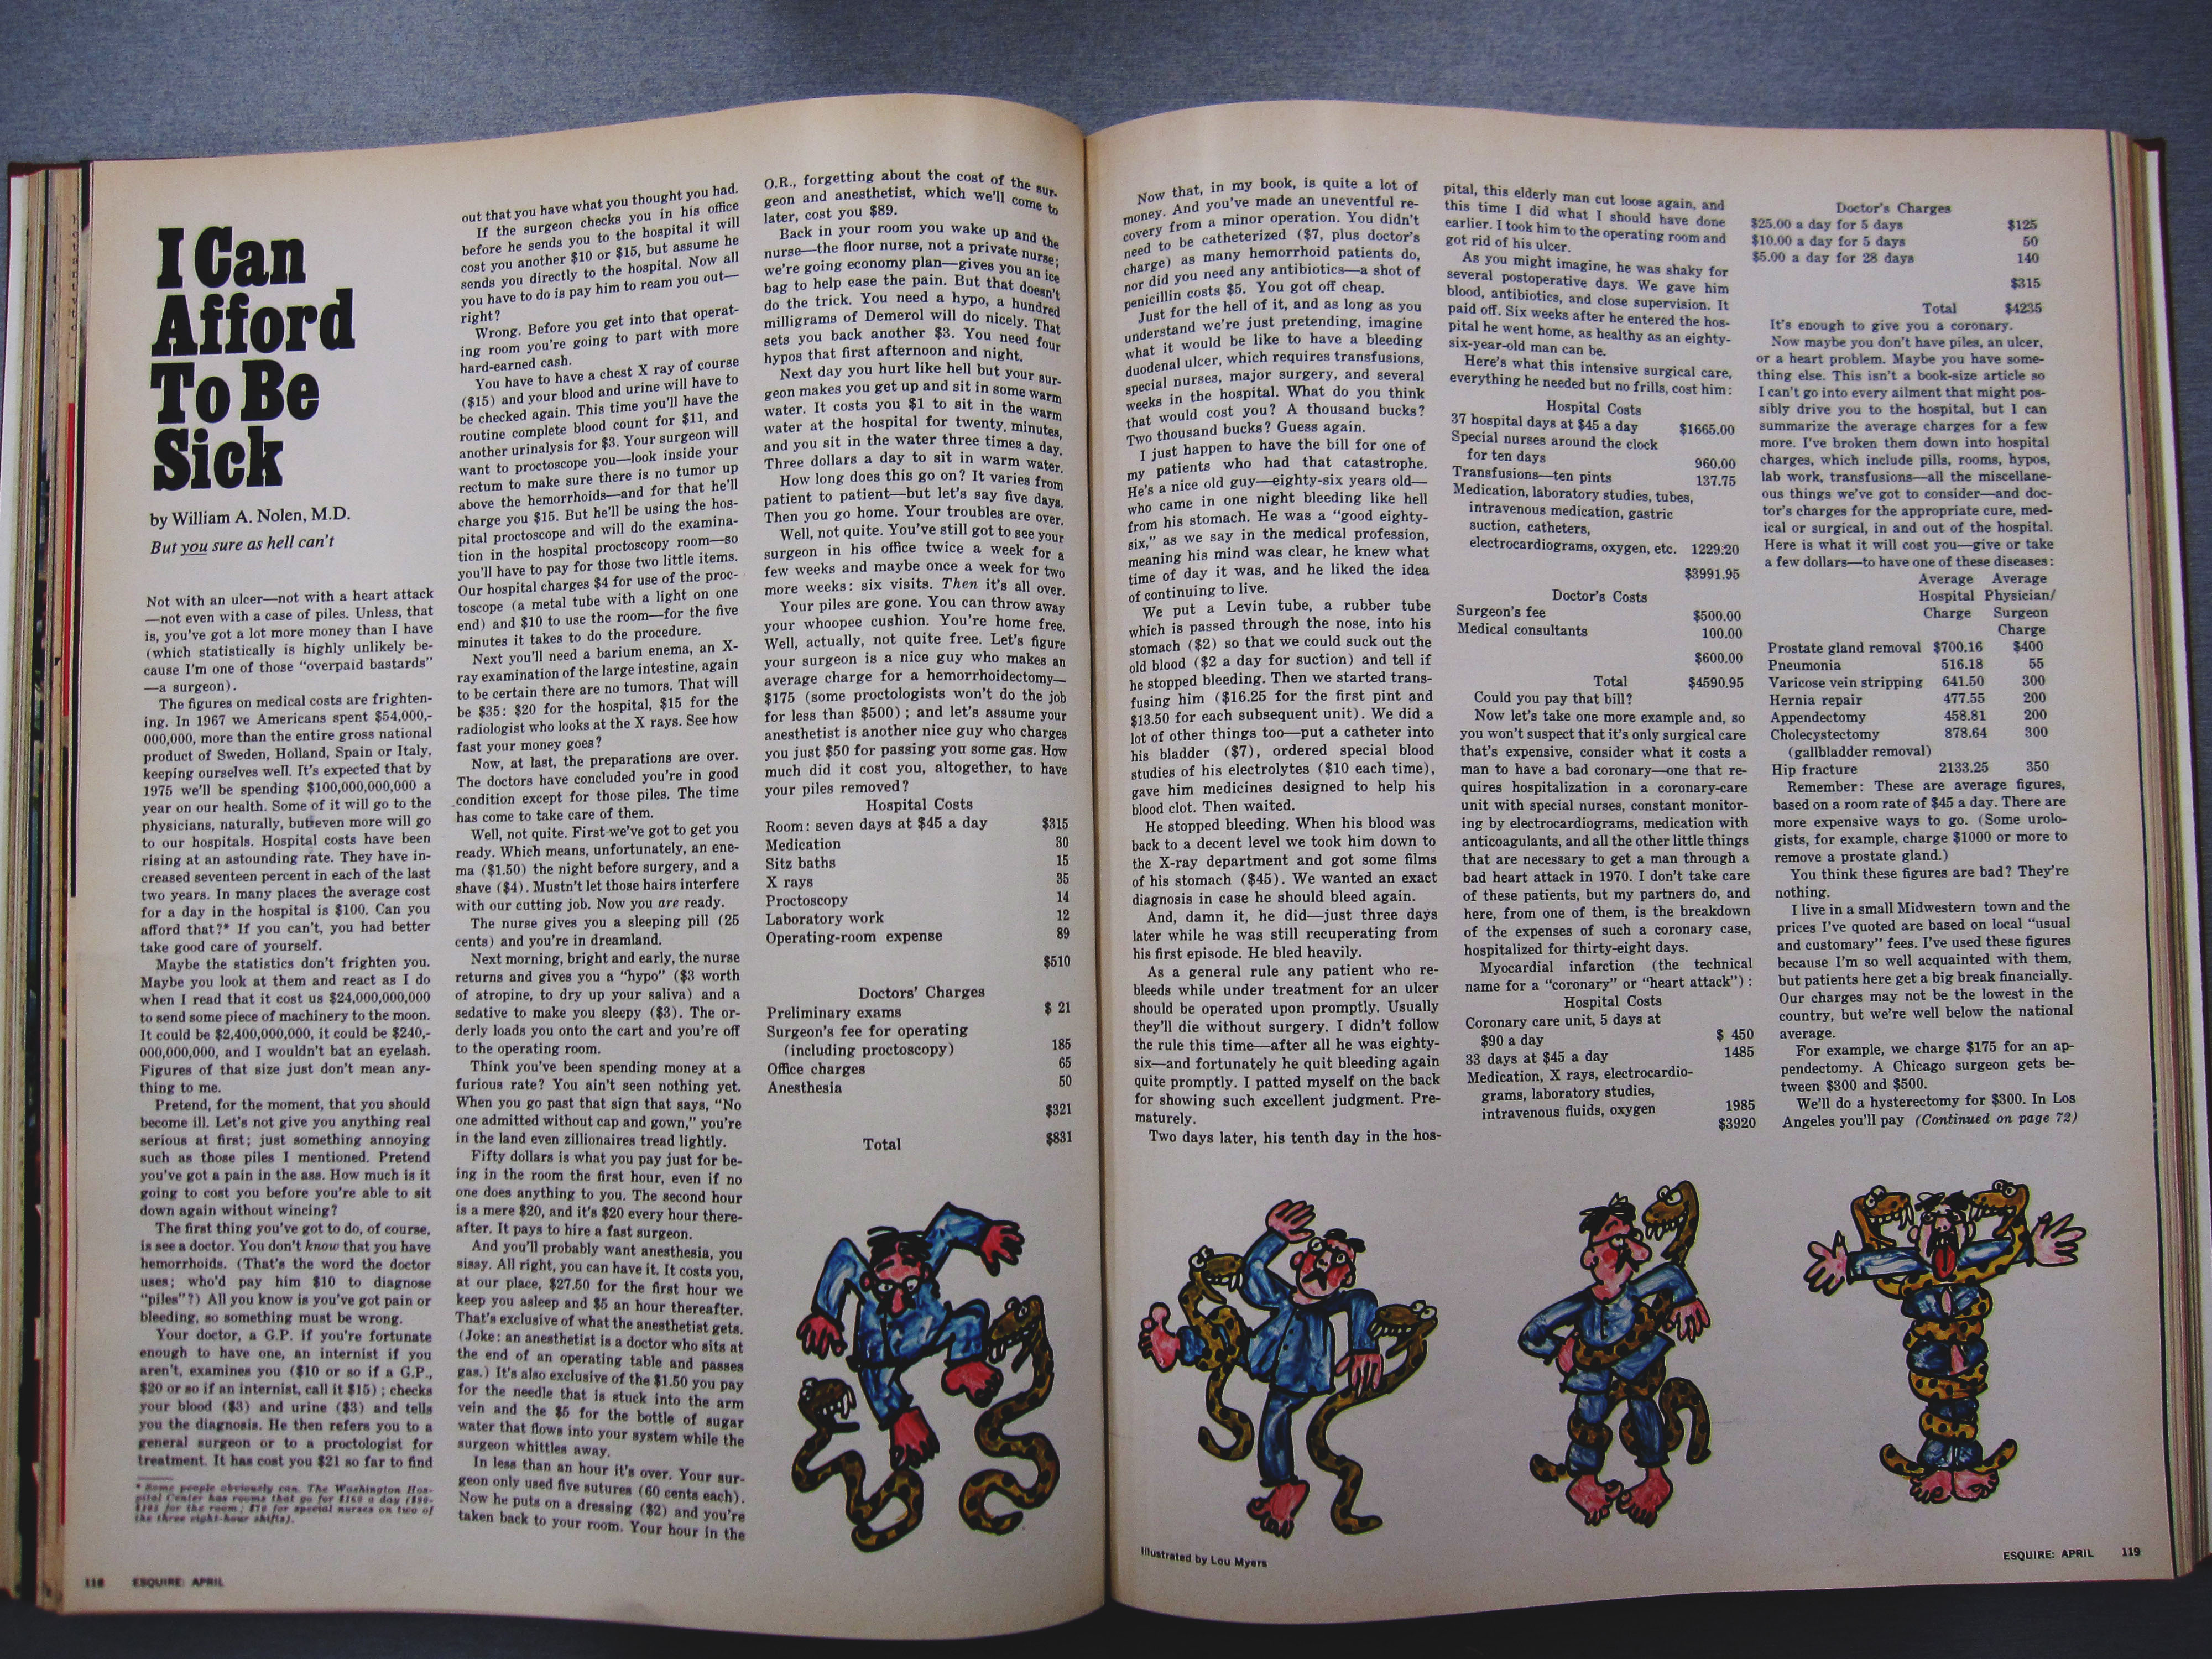 I Can
Afford
To Be
Sick
by William A. Nolen, M.D.
But you sure as hell can't
Not with an ulcer—not with a heart attack
—not even with a case of piles. Unless, that
is, you've got a lot more money than I have
(which statistically is highly unlikely be-
cause I'm one of those "overpaid bastards"
—a surgeon).
The figures on medical costs are frighten-
ing. In 1967 we Americans spent $54,000,-
000,000, more than the entire gross national
product of Sweden, Holland, Spain or Italy,
keeping ourselves well. It's expected that by
1975 we'll be spending $100,000,000,000 a
year on our health. Some of it will go to the
physicians, naturally, but even more will go
to our hospitals. Hospital costs have been
rising at an astounding rate. They have in-
creased seventeen percent in each of the last
two years. In many places the average cost
for a day in the hospital is $100. Can you
afford that?* If you can't, you had better
take good care of yourself.
Maybe the statistics don't frighten you.
Maybe you look at them and react as I do
when I read that it cost us $24,000,000,000
to send some piece of machinery to the moon.
It could be $2,400,000,000, it could be $240,-
000,000,000, and I wouldn't bat an eyelash.
Figures of that size just don't mean any-
thing to me.
Pretend, for the moment, that you should
become ill. Let's not give you anything real
serious at first; just something annoying
such as those piles I mentioned. Pretend
you've got a pain in the ass. How much is it
going to cost you before you're able to sit
down again without wincing?
The first thing you've got to do, of course,
is see a doctor. You don't know that you have
hemorrhoids. (That's the word the doctor
uses; who'd pay him $10 to diagnose
"piles"?) All you know is you've got pain or
bleeding, so something must be wrong.
Your doctor, a G.P. if you're fortunate
enough to have one, an internist if you
aren't, examines you ($10 or so if a G.P.,
$20 or so if an internist, call it $15) ; checks
your blood ($3) and urine ($3) and tells
you the diagnosis. He then refers you to a
general surgeon or to a proctologist for
treatment. It has cost you $21 so far to find
* Some people obviously can. The Washington Hos-
pital Center has rooms that go for $160 a day ($90-
for the room; $70 for special nurses on two of
the three eight-hour shifts).
118 ESQUIRE: APRIL
out that you have what you thought you had.
If the surgeon checks you in his office
before he sends you to the hospital it will
cost you another $10 or $15, but assume he
sends you directly to the hospital. Now all
you have to do is pay him to ream you out—
right?
Wrong. Before you get into that operat-
ing room you're going to part with more
hard-earned cash.
You have to have a chest X ray of course
($15) and your blood and urine will have to
be checked again. This time you'll have the
routine complete blood count for $11, and
another urinalysis for $3. Your surgeon will
want to proctoscope you—look inside your
rectum to make sure there is no tumor up
above the hemorrhoids—and for that he'll
charge you $15. But he'll be using the hos-
pital proctoscope and will do the examina-
tion in the hospital proctoscopy room—so
you'll have to pay for those two little items.
Our hospital charges $4 for use of the proc-
toscope (a metal tube with a light on one
end) and $10 to use the room—for the five
minutes it takes to do the procedure.
Next you'll need a barium enema, an X-
ray examination of the large intestine, again
to be certain there are no tumors. That will
be $35: $20 for the hospital, $15 for the
radiologist who looks at the X rays. See how
fast your money goes?
Now, at last, the preparations are over.
The doctors have concluded you're in good
condition except for those piles. The time
has come to take care of them.
Well, not quite. First we've got to get you
ready. Which means, unfortunately, an ene-
ma ($1.50) the night before surgery, and a
shave ($4). Mustn't let those hairs interfere
with our cutting job. Now you are ready.
The nurse gives you a sleeping pill (25
cents) and you're in dreamland.
Next morning, bright and early, the nurse
returns and gives you a "hypo" ($3 worth
of atropine, to dry up your saliva) and a
sedative to make you sleepy ($3). The or-
derly loads you onto the cart and you're off
to the operating room.
Think you've been spending money at a
furious rate? You ain't seen nothing yet.
When you go past that sign that says, "No
one admitted without cap and gown," you're
in the land even zillionaires tread lightly.
Fifty dollars is what you pay just for be-
ing in the room the first hour, even if no
one does anything to you. The second hour
is a mere $20, and it's $20 every hour there-
after. It pays to hire a fast surgeon.
And you'll probably want anesthesia, you
sissy. All right, you can have it. It costs you,
at our place, $27.50 for the first hour we
keep you asleep and $5 an hour thereafter.
That's exclusive of what the anesthetist gets.
(Joke: an anesthetist is a doctor who sits at
the end of an operating table and passes
gas.) It's also exclusive of the $1.50 you pay
for the needle that is stuck into the arm
vein and the $5 for the bottle of sugar
water that flows into your system while the
surgeon whittles away.
In less than an hour it's over. Your sur-
geon only used five sutures (60 cents each).
Now he puts on a dressing ($2) and you're
taken back to your room. Your hour in the
O.R., forgetting about the cost of the sur-
geon and anesthetist, which we'll come to
later, cost you $89.
Back in your room you wake up and the
nurse—the floor nurse, not a private nurse;
we're going economy plan—gives you an ice
bag to help ease the pain. But that doesn't
do the trick. You need a hypo, a hundred
milligrams of Demerol will do nicely. That
sets you back another $3. You need four
hypos that first afternoon and night.
Next day you hurt like hell but your sur-
geon makes you get up and sit in some warm
water. It costs you $1 to sit in the warm
water at the hospital for twenty minutes,
and you sit in the water three times a day.
Three dollars a day to sit in warm water.
How long does this go on? It varies from
patient to patient—but let's say five days.
Then you go home. Your troubles are over.
Well, not quite. You've still got to see your
surgeon in his office twice a week for a
few weeks and maybe once a week for two
more weeks: six visits. Then it's all over.
Your piles are gone. You can throw away
your whoopee cushion. You're home free.
Well, actually, not quite free. Let's figure
your surgeon is a nice guy who makes an
average charge for a hemorrhoidectomy—
$175 (some proctologists won't do the job
for less than $500) ; and let's assume your
anesthetist is another nice guy who charges
you just $50 for passing you some gas. How
much did it cost you, altogether, to have
your piles removed?
Hospital Costs
Room: seven days at $45 a day $315
Medication 30
Sitz baths 15
X rays 35
Proctoscopy 14
Laboratory work 12
Operating-room expense 89
$510
Doctors' Charges
Preliminary exams $ 21
Surgeon's fee for operating
(including proctoscopy) 185
Office charges 65
Anesthesia 50
$321
Total $831
Now that, in my book, is quite a lot of
money. And you've made an uneventful re-
covery from a minor operation. You didn't
need to be catheterized ($7, plus doctor's
charge) as many hemorrhoid patients do,
nor did you need any antibiotics—a shot of
penicillin costs $5. You got off cheap.
Just for the hell of it, and as long as you
understand we're just pretending, imagine
what it would be like to have a bleeding
duodenal ulcer, which requires transfusions,
special nurses, major surgery, and several
weeks in the hospital. What do you think
that would cost you? A thousand bucks?
Two thousand bucks? Guess again.
I just happen to have the bill for one of
my patients who had that catastrophe.
He's a nice old guy—eighty-six years old—
who came in one night bleeding like hell
from his stomach. He was a "good eighty-
six," as we say in the medical profession,
meaning his mind was clear, he knew what
time of day it was, and he liked the idea
of continuing to live.
We put a Levin tube, a rubber tube
which is passed through the nose, into his
stomach ($2) so that we could suck out the
old blood ($2 a day for suction) and tell if
he stopped bleeding. Then we started trans-
fusing him ($16.25 for the first pint and
$13.50 for each subsequent unit). We did a
lot of other things too—put a catheter into
his bladder ($7), ordered special blood
studies of his electrolytes ($10 each time),
gave him medicines designed to help his
blood clot. Then waited.
He stopped bleeding. When his blood was
back to a decent level we took him down to
the X-ray department and got some films
of his stomach ($45). We wanted an exact
diagnosis in case he should bleed again.
And, damn it, he did—just three days
later while he was still recuperating from
his first episode. He bled heavily.
As a general rule any patient who re-
bleeds while under treatment for an ulcer
should be operated upon promptly. Usually
they'll die without surgery. I didn't follow
the rule this time—after all he was eighty-
six—and fortunately he quit bleeding again
quite promptly. I patted myself on the back
for showing such excellent judgment. Pre-
maturely.
Two days later, his tenth day in the hos-
pital, this elderly man cut loose again, and
this time I did what I should have done
earlier. I took him to the operating room and
got rid of his ulcer.
As you might imagine, he was shaky for
several postoperative days. We gave him
blood, antibiotics, and close supervision. It
paid off. Six weeks after he entered the hos-
pital he went home, as healthy as an eighty-
six-year-old man can be.
Here's what this intensive surgical care,
everything he needed but no frills, cost him:
Hospital Costs
37 hospital days at $45 a day $1665.00
Special nurses around the clock
for ten days 960.00
Transfusions—ten pints 137.75
Medication, laboratory studies, tubes,
intravenous medication, gastric
suction, catheters,
electrocardiograms, oxygen, etc. 1229.20
$3991.95
Doctor's Costs
Surgeon's fee $500.00
Medical consultants 100.00
$600.00
Total $4590.95
Could you pay that bill?
Now let's take one more example and, so
you won't suspect that it's only surgical care
that's expensive, consider what it costs a
man to have a bad coronary—one that re-
quires hospitalization in a coronary-care
unit with special nurses, constant monitor-
ing by electrocardiograms, medication with
anticoagulants, and all the other little things
that are necessary to get a man through a
bad heart attack in 1970. I don't take care
of these patients, but my partners do, and
here, from one of them, is the breakdown
of the expenses of such a coronary case,
hospitalized for thirty-eight days.
Myocardial infarction (the technical
name for a "coronary" or "heart attack") :
Hospital Costs
Coronary care unit, 5 days at
$90 a day $ 450
33 days at $45 a day 1485
Medication, X rays, electrocardio-
grams, laboratory studies,
intravenous fluids, oxygen 1985
$3920
Doctor's Charges
$25.00 a day for 5 days $125
$10.00 a day for 5 days 50
$5.00 a day for 28 days 140
$315
Total $4235
It's enough to give you a coronary.
Now maybe you don't have piles, an ulcer,
or a heart problem. Maybe you have some-
thing else. This isn't a book-size article so
I can't go into every ailment that might pos-
sibly drive you to the hospital, but I can
summarize the average charges for a few
more. I've broken them down into hospital
charges, which include pills, rooms, hypos,
lab work, transfusions—all the miscellane-
ous things we've got to consider—and doc-
tor's charges for the appropriate cure, med-
ical or surgical, in and out of the hospital.
Here is what it will cost you—give or take
a few dollars—to have one of these diseases:
Average Average
Hospital Physician/
Charge Surgeon
Charge
Prostate gland removal $700.16 $400
Pneumonia 516.18 55
Varicose vein stripping 641.50 300
Hernia repair 477.55 200
Appendectomy 458.81 200
Cholecystectomy 878.64 300
(gallbladder removal)
Hip fracture 2133.25 350
Remember: These are average figures,
based on a room rate of $45 a day. There are
more expensive ways to go. (Some urolo-
gists, for example, charge $1000 or more to
remove a prostate gland.)
You think these figures are bad? They're
nothing.
I live in a small Midwestern town and the
prices I've quoted are based on local "usual
and customary" fees. I've used these figures
because I'm so well acquainted with them,
but patients here get a big break financially.
Our charges may not be the lowest in the
country, but we're well below the national
average.
For example, we charge $175 for an ap-
pendectomy. A Chicago surgeon gets be-
tween $300 and $500.
We'll do a hysterectomy for $300. In Los
Angeles you'll pay (Continued on page 72)
Illustrated by Lou Myers
ESQUIRE: APRIL 119